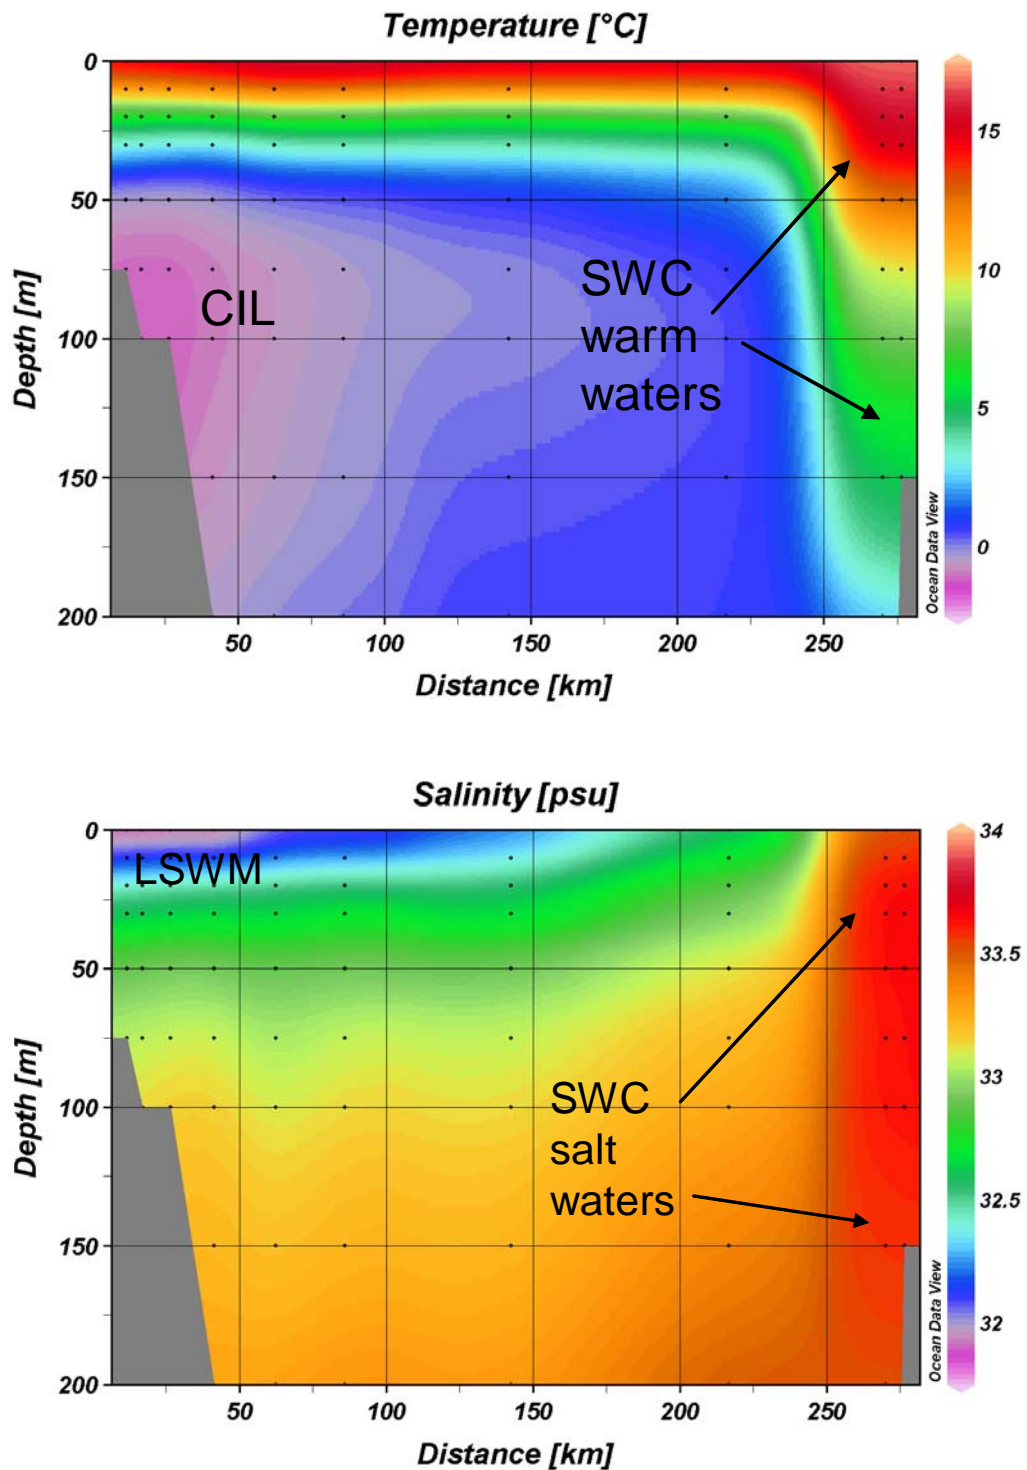 Temperature [°C]
0
50
100
150
200
Depth [m]
CIL
SWC
warm
waters
50
100
150
200
250
Distance [km]
15
10
5
0
Ocean Data View
Salinity [psu]
0
50
100
150
200
Depth [m]
LSWM
SWC
salt
waters
50
100
150
200
250
Distance [km]
34
33.5
33
32.5
32
Ocean Data View